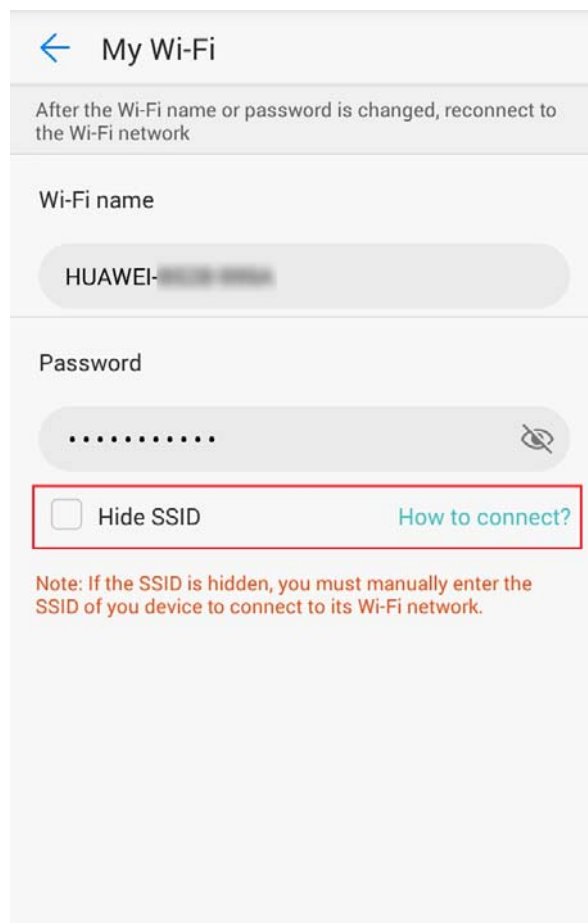 My Wi-Fi
After the Wi-Fi name or password is changed, reconnect to
the Wi-Fi network
Wi-Fi name
HUAWEI-
Password
•••••••••••
Hide SSID How to connect?
Note: If the SSID is hidden, you must manually enter the
SSID of you device to connect to its Wi-Fi network.